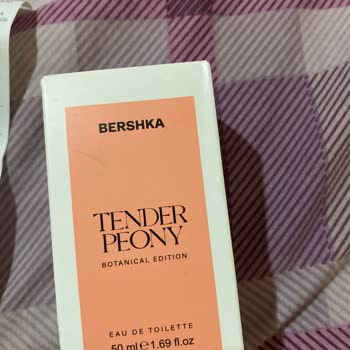 BERSHKA
TENDER
PEONY
BOTANICAL EDITION
EAU DE TOILETTE
50 ml ℮ 1.69 fl.oz